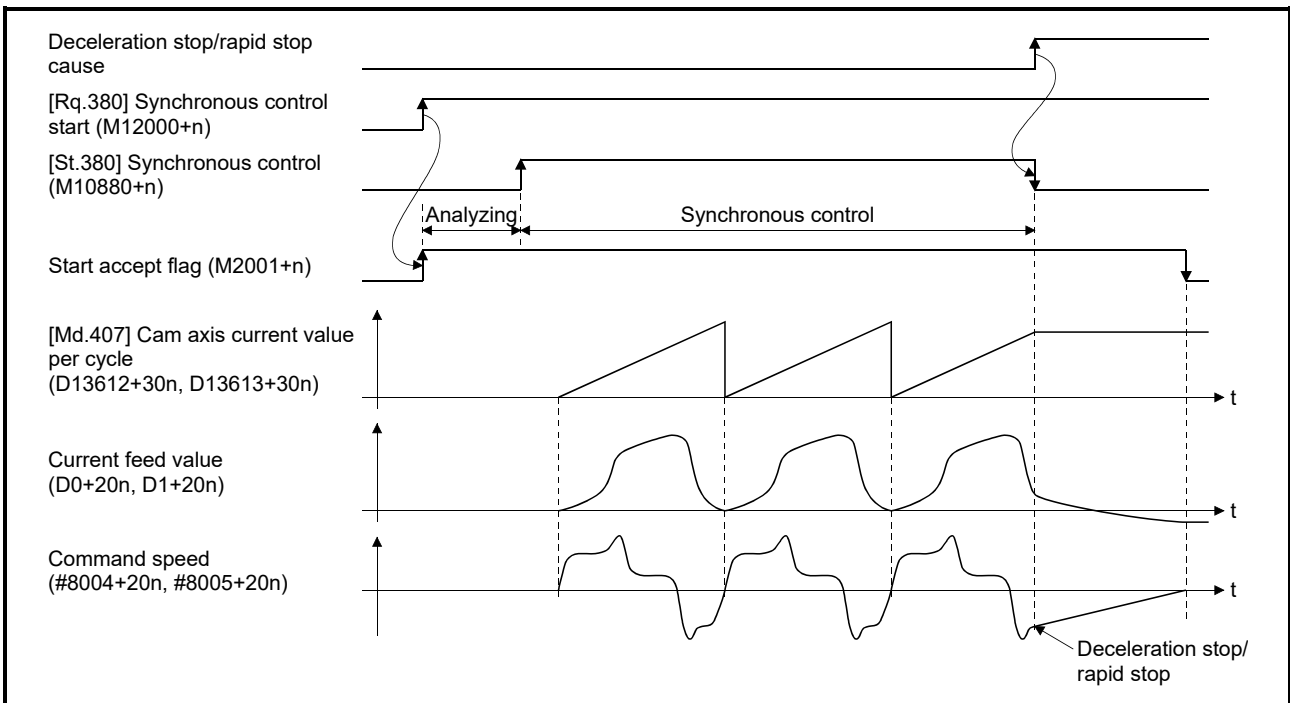 Deceleration stop/rapid stop
cause
[Rq.380] Synchronous control
start (M12000+n)
[St.380] Synchronous control
(M10880+n)
Analyzing
Synchronous control
Start accept flag (M2001+n)
[Md.407] Cam axis current value
per cycle
(D13612+30n, D13613+30n)
t
Current feed value
(D0+20n, D1+20n)
t
Command speed
(#8004+20n, #8005+20n)
t
Deceleration stop/
rapid stop